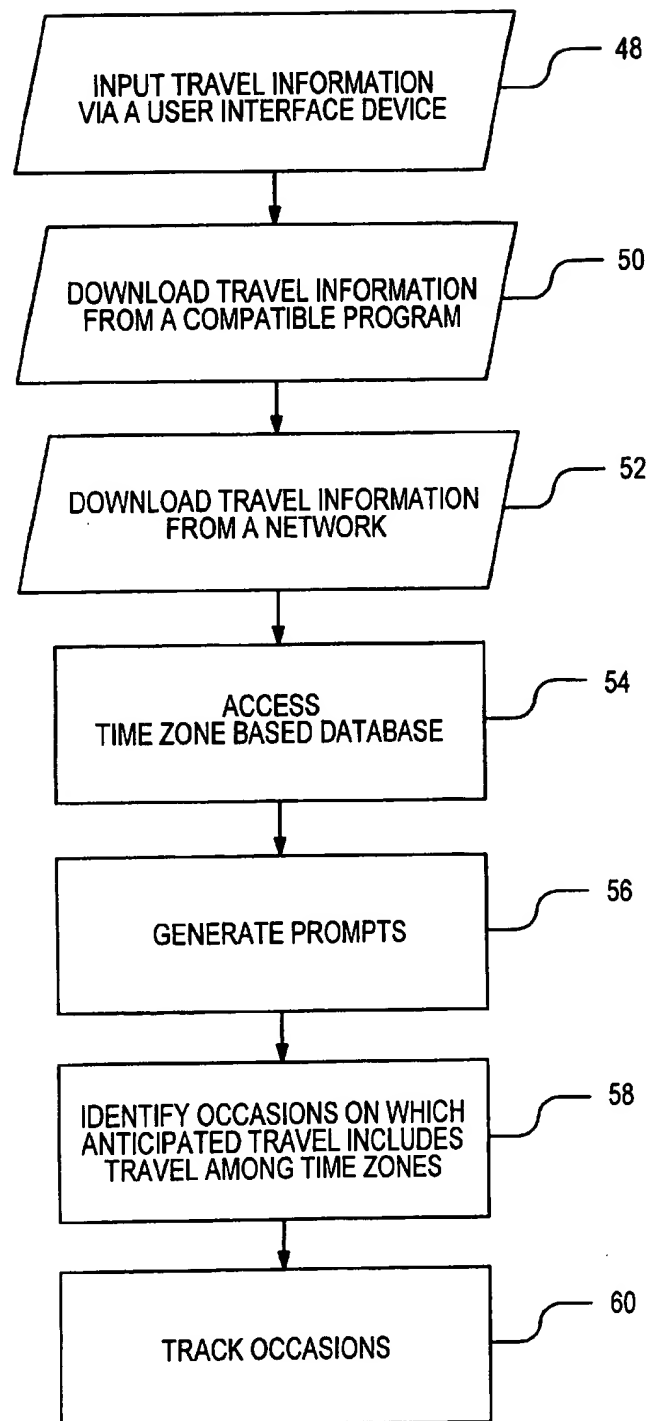 INPUT TRAVEL INFORMATION
VIA A USER INTERFACE DEVICE
48
DOWNLOAD TRAVEL INFORMATION
FROM A COMPATIBLE PROGRAM
50
DOWNLOAD TRAVEL INFORMATION
FROM A NETWORK
52
ACCESS
TIME ZONE BASED DATABASE
54
GENERATE PROMPTS
56
IDENTIFY OCCASIONS ON WHICH
ANTICIPATED TRAVEL INCLUDES
TRAVEL AMONG TIME ZONES
58
TRACK OCCASIONS
60